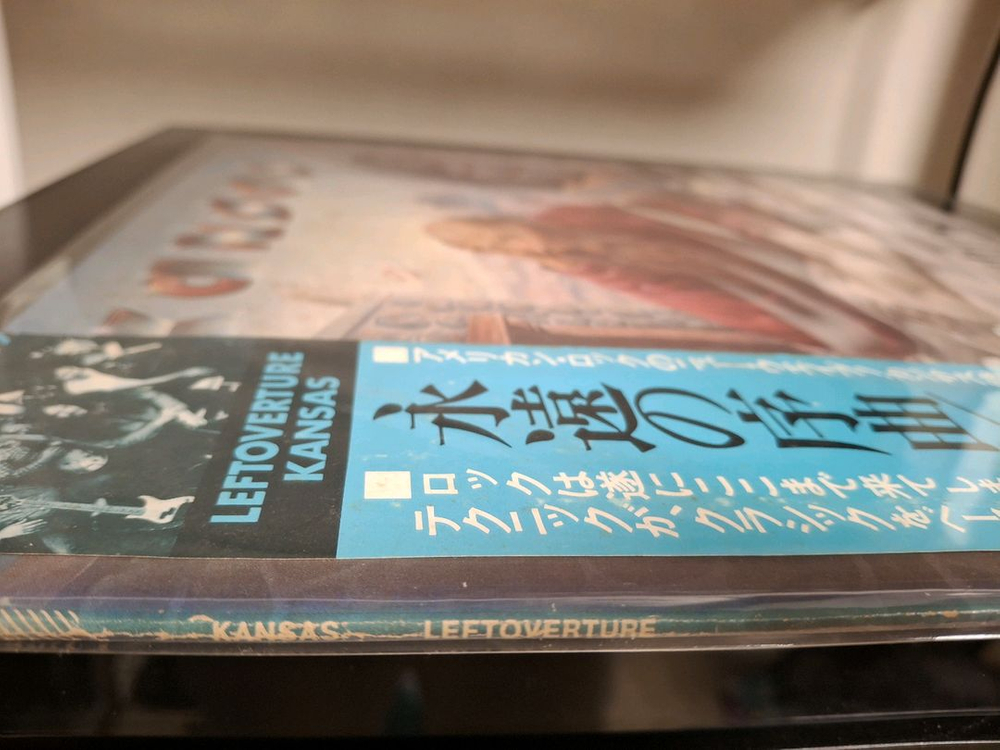 KANSAS
LEFTOVERTURE
KANSAS
アメリカン・ロックの
永遠の序曲
ロックは遂にここまで来てしま
テクニックが、クラシックを
KANSAS LEFTOVERTURE